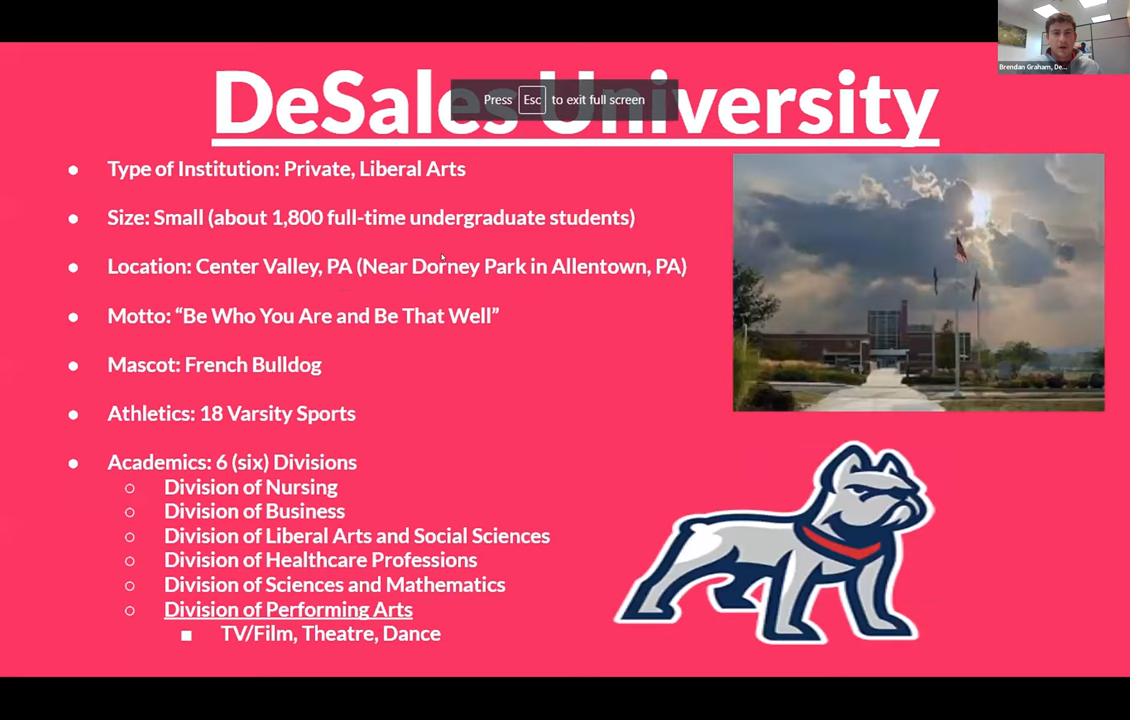 DeSales University
Press Esc to exit full screen
Brendan Graham, De...
Type of Institution: Private, Liberal Arts
Size: Small (about 1,800 full-time undergraduate students)
Location: Center Valley, PA (Near Dorney Park in Allentown, PA)
Motto: “Be Who You Are and Be That Well”
Mascot: French Bulldog
Athletics: 18 Varsity Sports
Academics: 6 (six) Divisions
Division of Nursing
Division of Business
Division of Liberal Arts and Social Sciences
Division of Healthcare Professions
Division of Sciences and Mathematics
Division of Performing Arts
TV/Film, Theatre, Dance